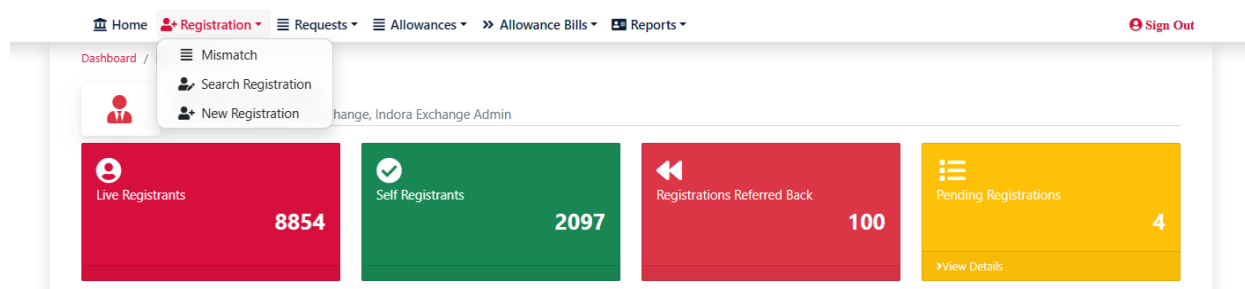 Home Registration Requests Allowances Allowance Bills Reports Sign Out
Dashboard /
Mismatch
Search Registration
New Registration
hange, Indora Exchange Admin
Live Registrants
8854
Self Registrants
2097
Registrations Referred Back
100
Pending Registrations
4
View Details